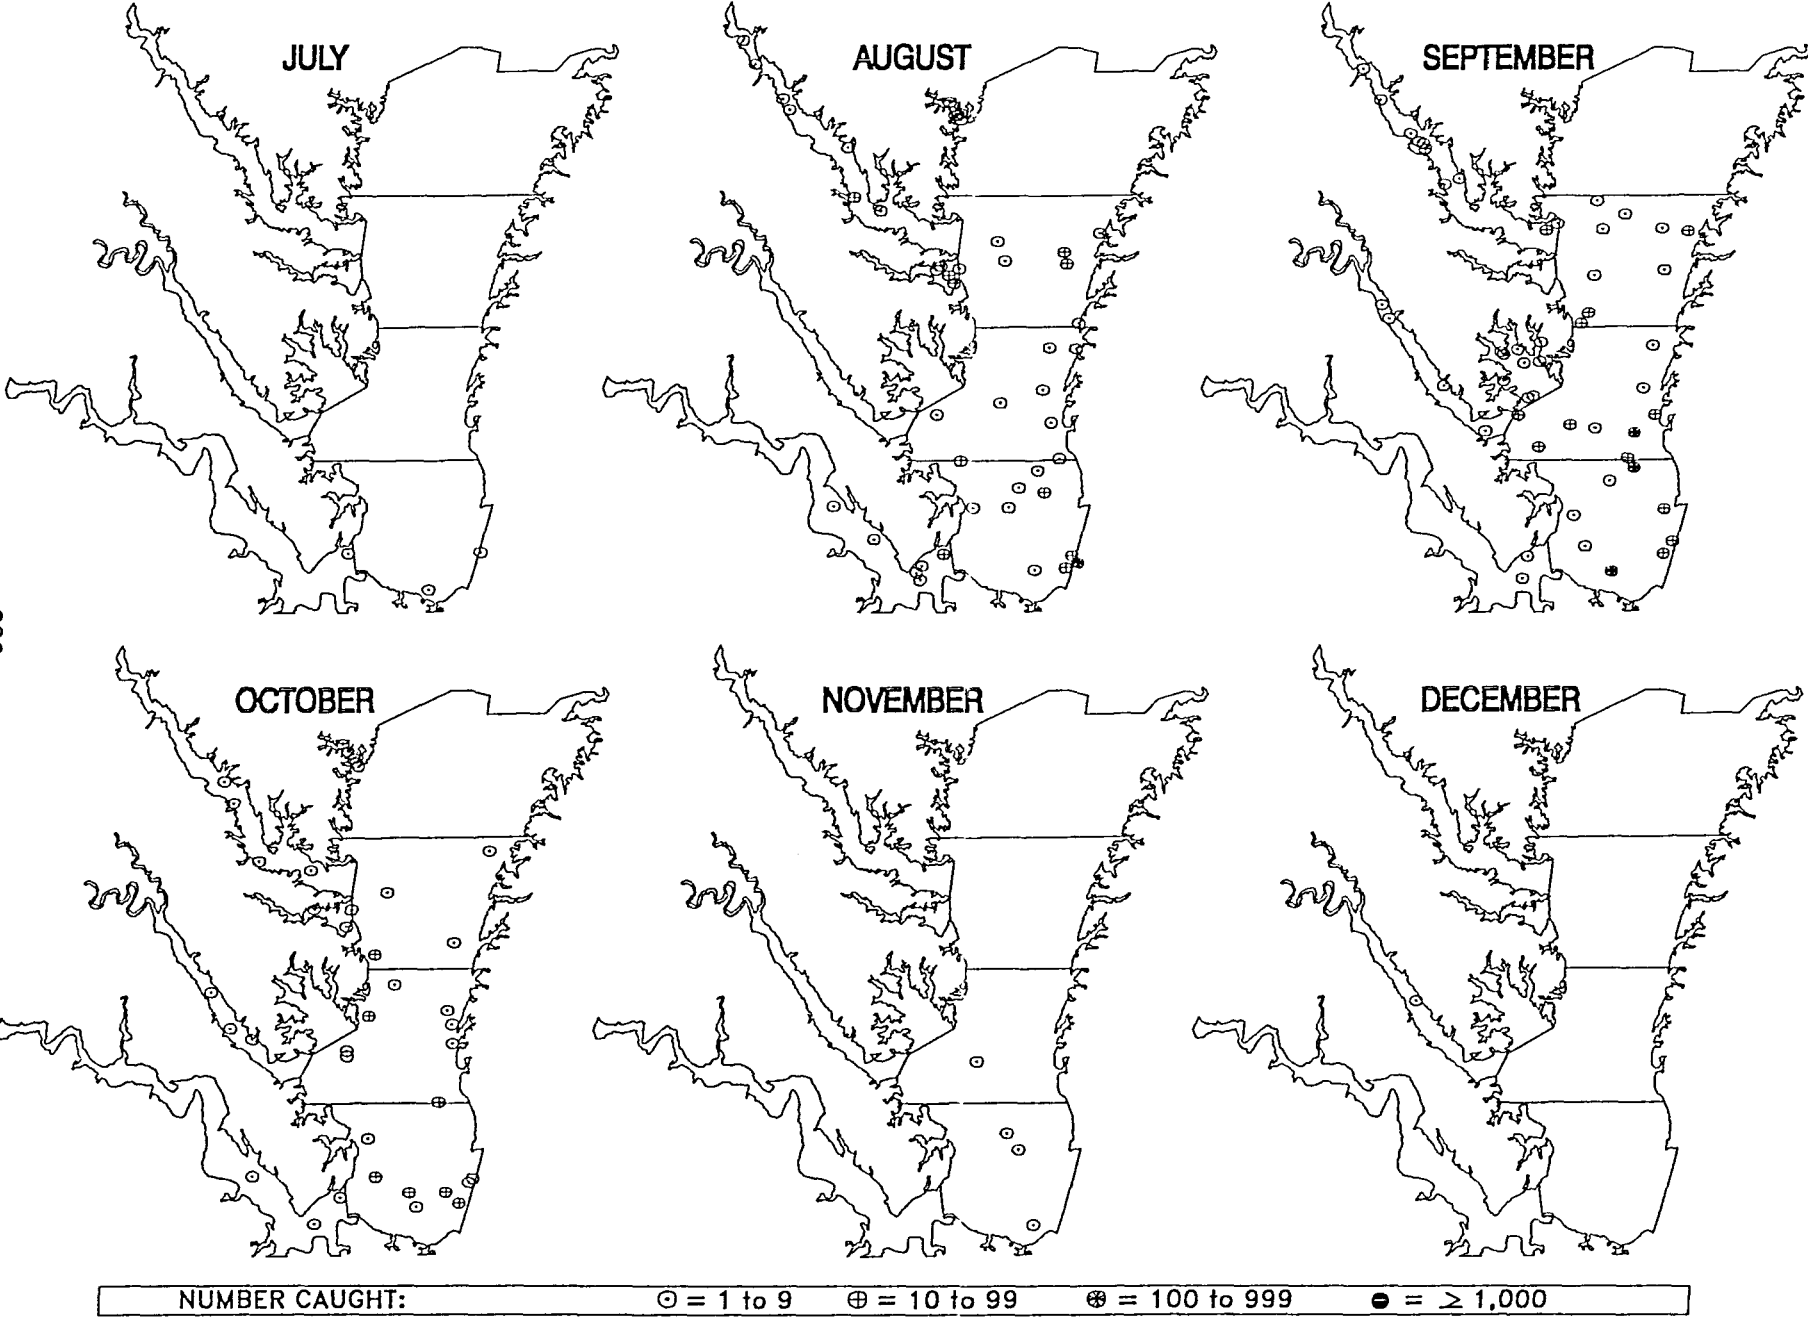 JULY
AUGUST
SEPTEMBER
OCTOBER
NOVEMBER
DECEMBER
NUMBER CAUGHT: ⊙ = 1 to 9 ⊕ = 10 to 99 ⊛ = 100 to 999 ⊖ = ≥ 1,000